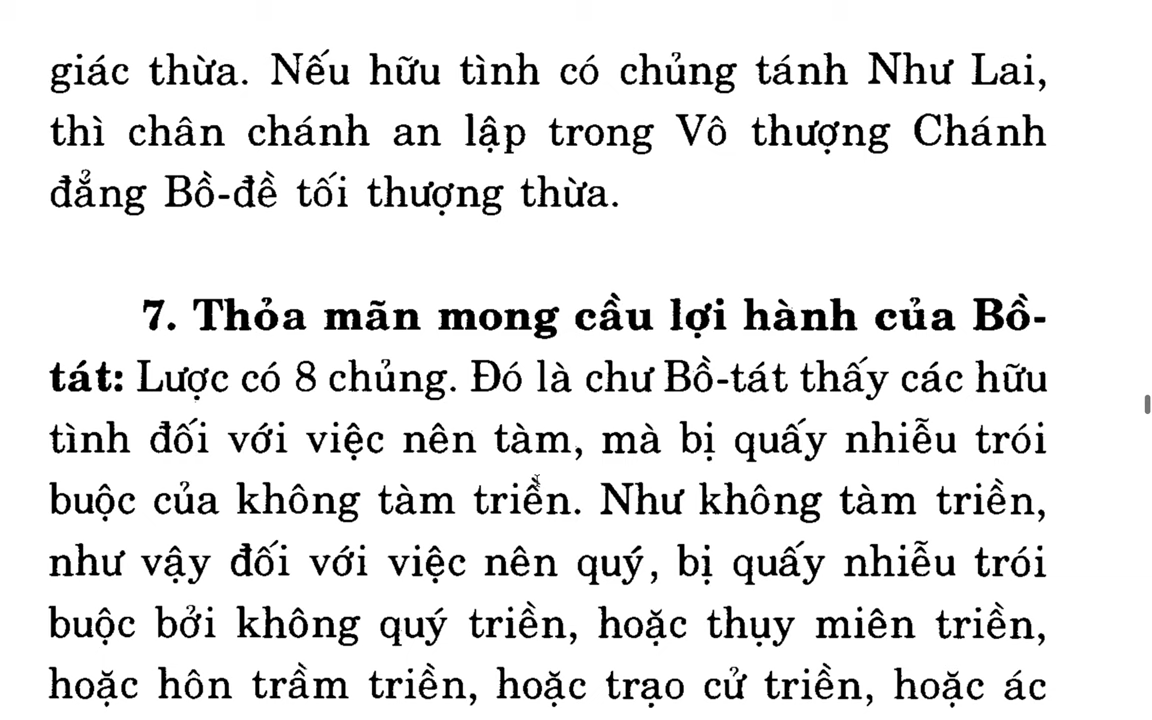 giác thừa. Nếu hữu tình có chủng tánh Như Lai,
thì chân chánh an lập trong Vô thượng Chánh
đẳng Bồ-đề tối thượng thừa.
7. Thỏa mãn mong cầu lợi hành của Bồ-
tát: Lược có 8 chủng. Đó là chư Bồ-tát thấy các hữu
tình đối với việc nên tàm, mà bị quấy nhiễu trói
buộc của không tàm triền. Như không tàm triền,
như vậy đối với việc nên quý, bị quấy nhiễu trói
buộc bởi không quý triền, hoặc thụy miên triền,
hoặc hôn trầm triền, hoặc trạo cử triền, hoặc ác